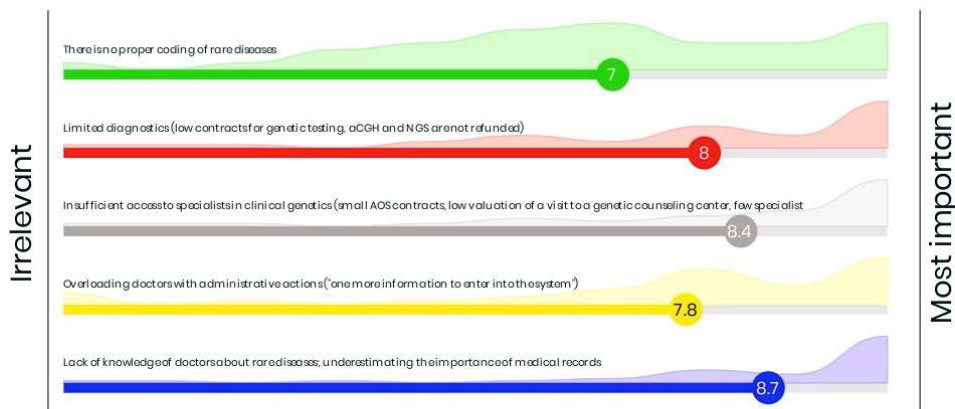 Irrelevant
There is no proper coding of rare diseases
7
Limited diagnostics (low contracts for genetic testing, aCGH and NGS are not refunded)
8
Insufficient access to specialists in clinical genetics (small AOS contracts, low valuation of a visit to a genetic counseling center, few specialist
8.4
Overloading doctors with administrative actions ("one more information to enter into the system")
7.8
Lack of knowledge of doctors about rare diseases; underestimating the importance of medical records
8.7
Most important